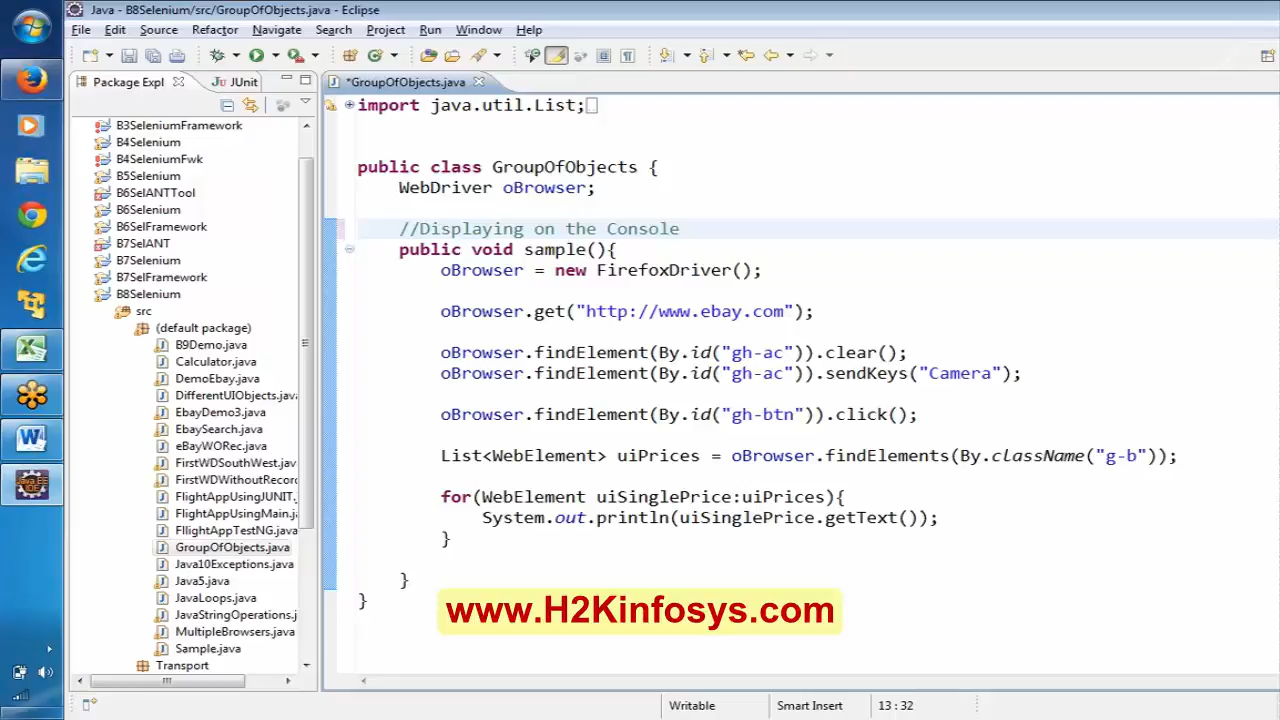 Java - B8Selenium/src/GroupOfObjects.java - Eclipse
File Edit Source Refactor Navigate Search Project Run Window Help
Package Expl JUnit *GroupOfObjects.java
B3SeleniumFramework
B4Selenium
B4SeleniumFwk
B5Selenium
B6SelANTTool
B6Selenium
B6SelFramework
B7SelANT
B7Selenium
B7SelFramework
B8Selenium
src
(default package)
B9Demo.java
Calculator.java
DemoEbay.java
DifferentUIObjects.java
EbayDemo3.java
EbaySearch.java
eBayWORec.java
FirstWDSouthWest.jav
FirstWDWithoutRecor
FlightAppUsingJUNIT.
FlightAppUsingMain.j
FlightAppTestNG.java
GroupOfObjects.java
Java10Exceptions.java
Java5.java
JavaLoops.java
JavaStringOperations.j
MultipleBrowsers.java
Sample.java
Transport
import java.util.List;
public class GroupOfObjects {
WebDriver oBrowser;
//Displaying on the Console
public void sample(){
oBrowser = new FirefoxDriver();
oBrowser.get("http://www.ebay.com");
oBrowser.findElement(By.id("gh-ac")).clear();
oBrowser.findElement(By.id("gh-ac")).sendKeys("Camera");
oBrowser.findElement(By.id("gh-btn")).click();
List<WebElement> uiPrices = oBrowser.findElements(By.className("g-b"));
for(WebElement uiSinglePrice:uiPrices){
System.out.println(uiSinglePrice.getText());
}
}
}
www.H2Kinfosys.com
Writable Smart Insert 13 : 32